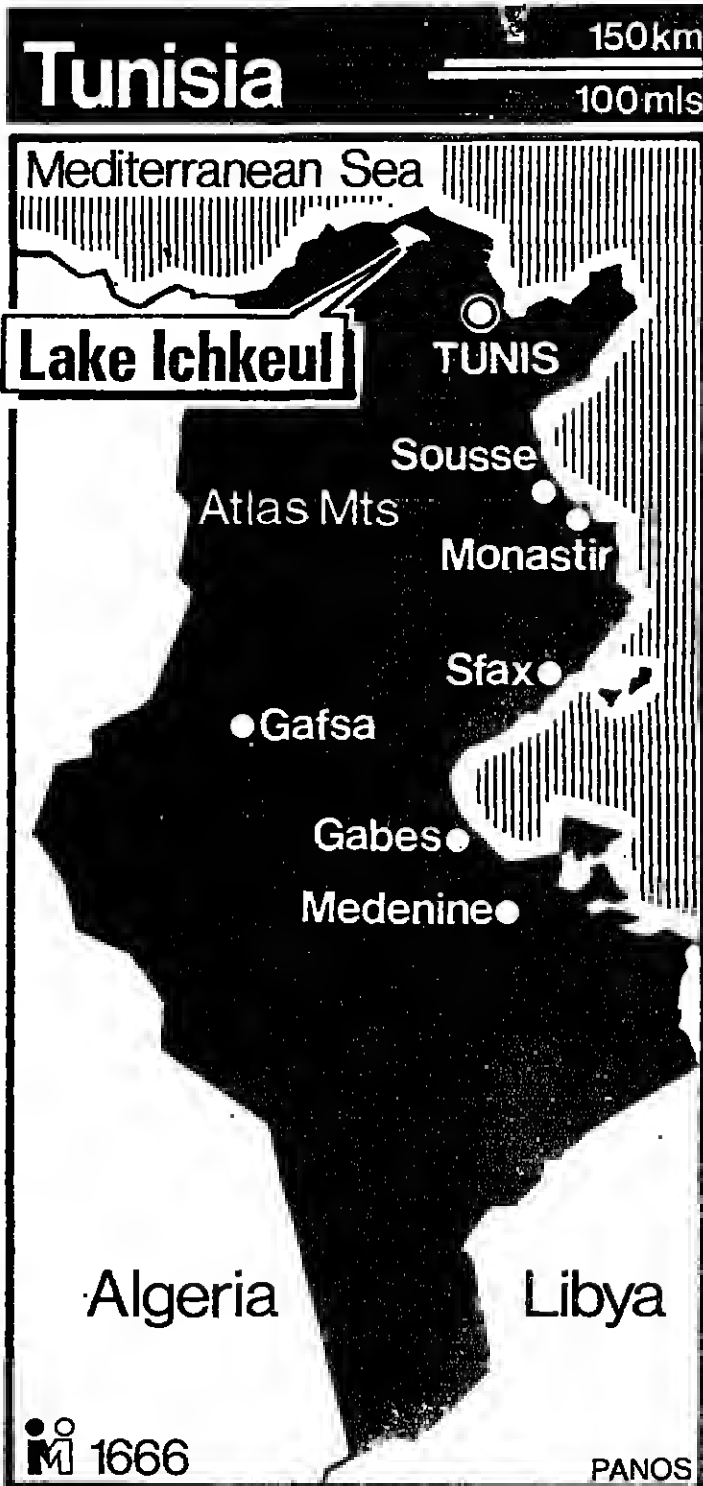 Tunisia
150km
100mls
Mediterranean Sea
Lake Ichkeul
TUNIS
Sousse
Atlas Mts
Monastir
Sfax
Gafsa
Gabes
Medenine
Algeria
Libya
1666
PANOS